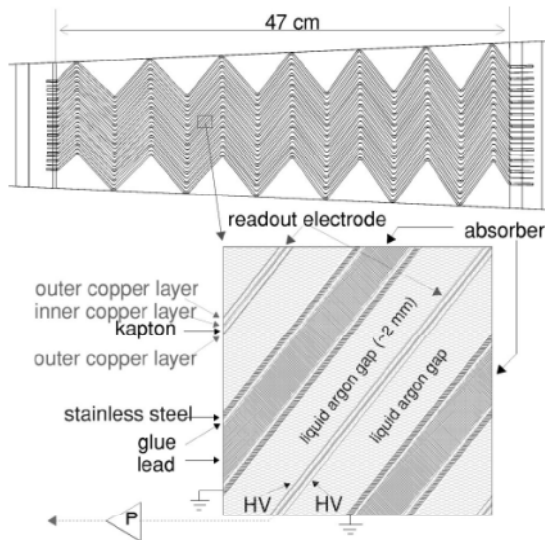 47 cm
readout electrode
absorber
outer copper layer
inner copper layer
kapton
outer copper layer
liquid argon gap (~2 mm)
liquid argon gap
stainless steel
glue
lead
HV
HV